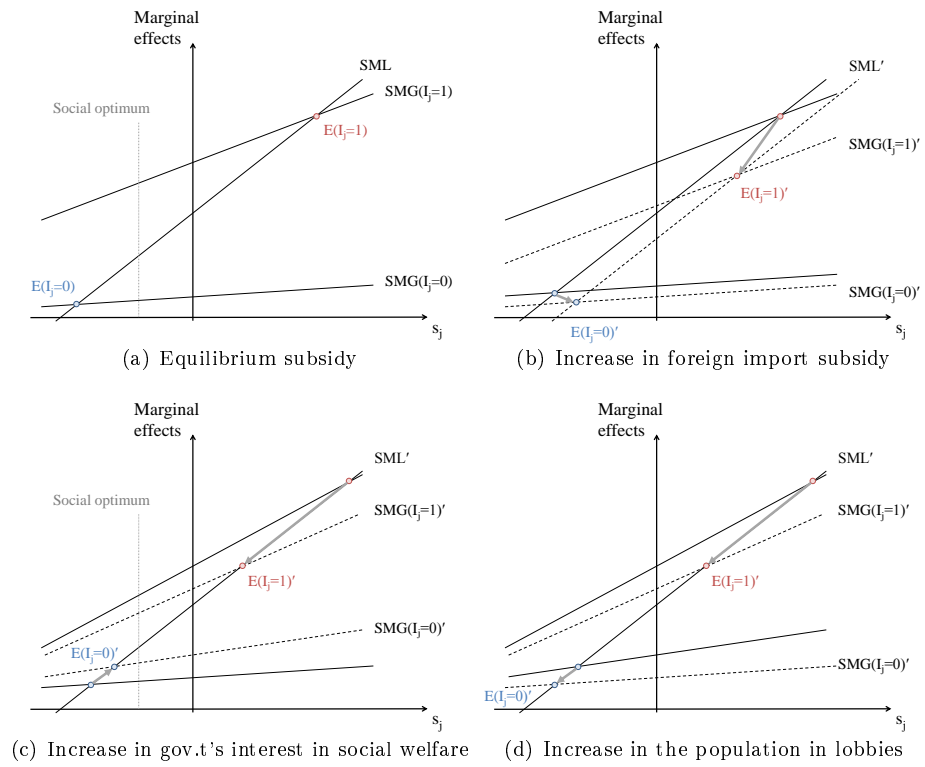 Marginal
effects
SML
SMG(Ij=1)
Social optimum
E(Ij=1)
E(Ij=0)
SMG(Ij=0)
sj
(a) Equilibrium subsidy
Marginal
effects
SML′
SMG(Ij=1)′
E(Ij=1)′
SMG(Ij=0)′
E(Ij=0)′
sj
(b) Increase in foreign import subsidy
Marginal
effects
SML′
Social optimum
SMG(Ij=1)′
E(Ij=1)′
SMG(Ij=0)′
E(Ij=0)′
sj
(c) Increase in gov.t's interest in social welfare
Marginal
effects
SML′
SMG(Ij=1)′
E(Ij=1)′
SMG(Ij=0)′
E(Ij=0)′
sj
(d) Increase in the population in lobbies